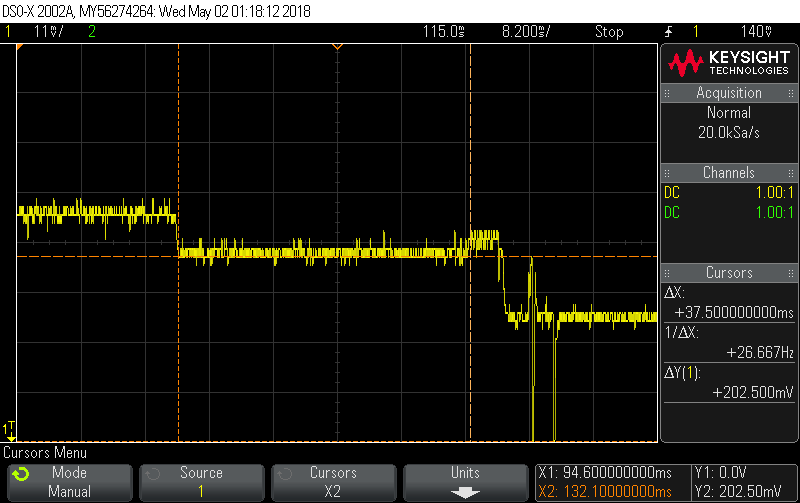 DSO-X 2002A, MY56274264: Wed May 02 01:18:12 2018
1 11V/ 2 115.0s 8.200s/ Stop 1 140V
KEYSIGHT
TECHNOLOGIES
Acquisition
Normal
20.0kSa/s
Channels
DC 1.00:1
DC 1.00:1
Cursors
ΔX:
+37.500000000ms
1/ΔX:
+26.667Hz
ΔY(1):
+202.500mV
1 T
Cursors Menu
Mode
Manual
Source
1
Cursors
X2
Units
X1: 94.600000000ms
X2: 132.10000000ms
Y1: 0.0V
Y2: 202.50mV